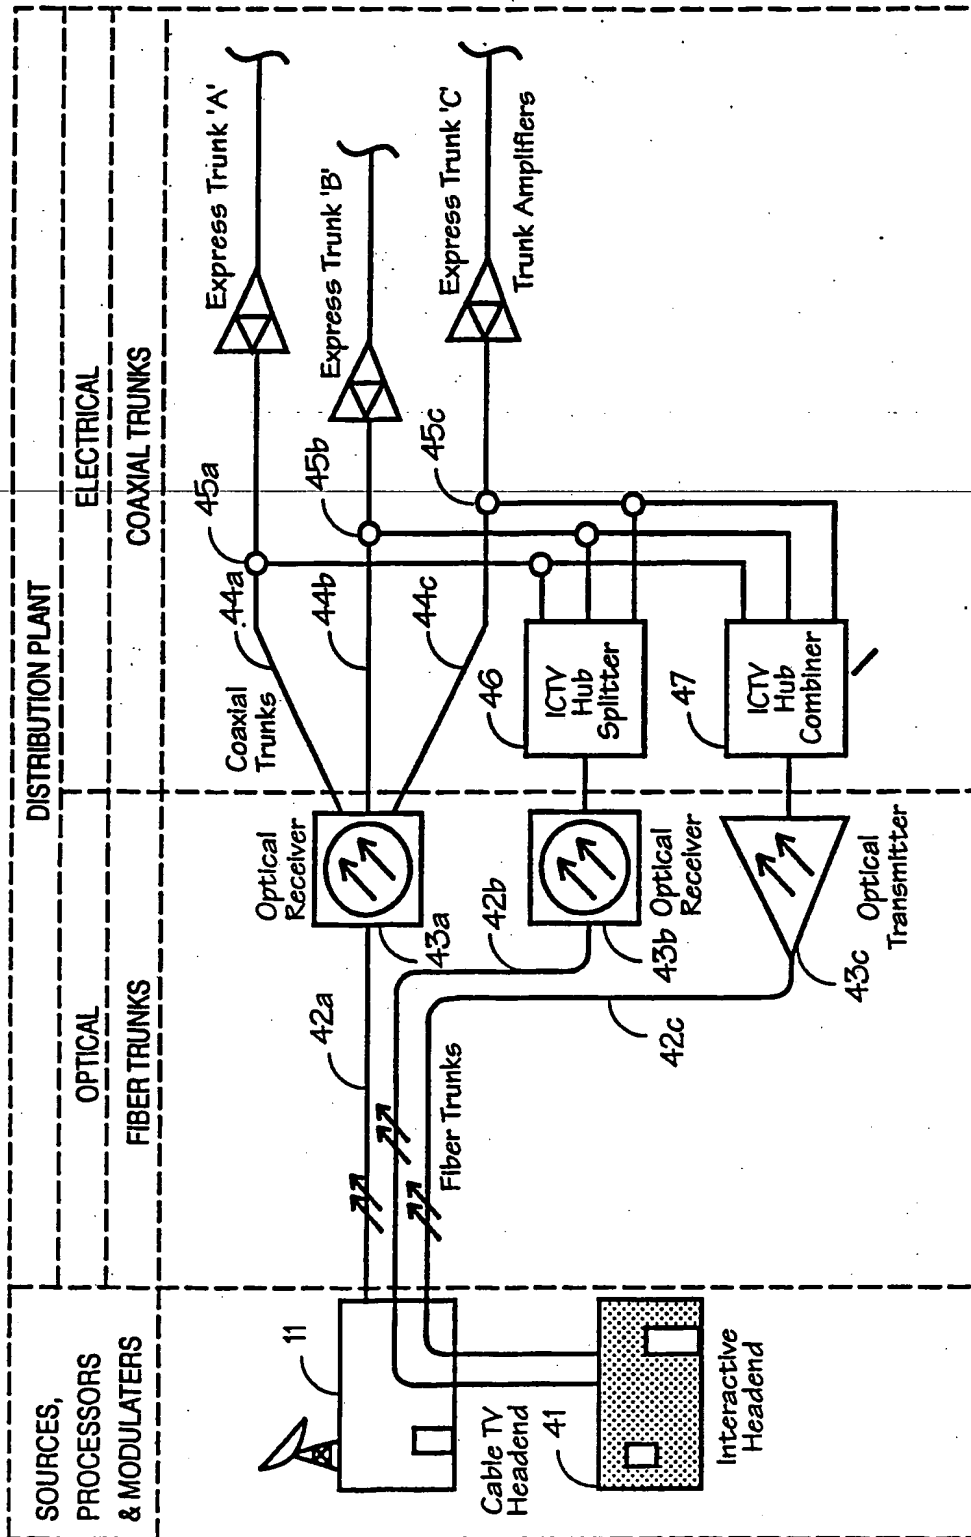 SOURCES,
PROCESSORS
& MODULATERS
DISTRIBUTION PLANT
OPTICAL
ELECTRICAL
FIBER TRUNKS
COAXIAL TRUNKS
11
Cable TV
Headend
41
Interactive
Headend
42a
Fiber Trunks
42b
42c
Optical
Receiver
43a
43b
Optical
Receiver
43c
Optical
Transmitter
Coaxial
Trunks
44a
44b
44c
45a
45b
45c
46
ICTV
Hub
Splitter
47
ICTV
Hub
Combiner
Express Trunk 'A'
Express Trunk 'B'
Express Trunk 'C'
Trunk Amplifiers